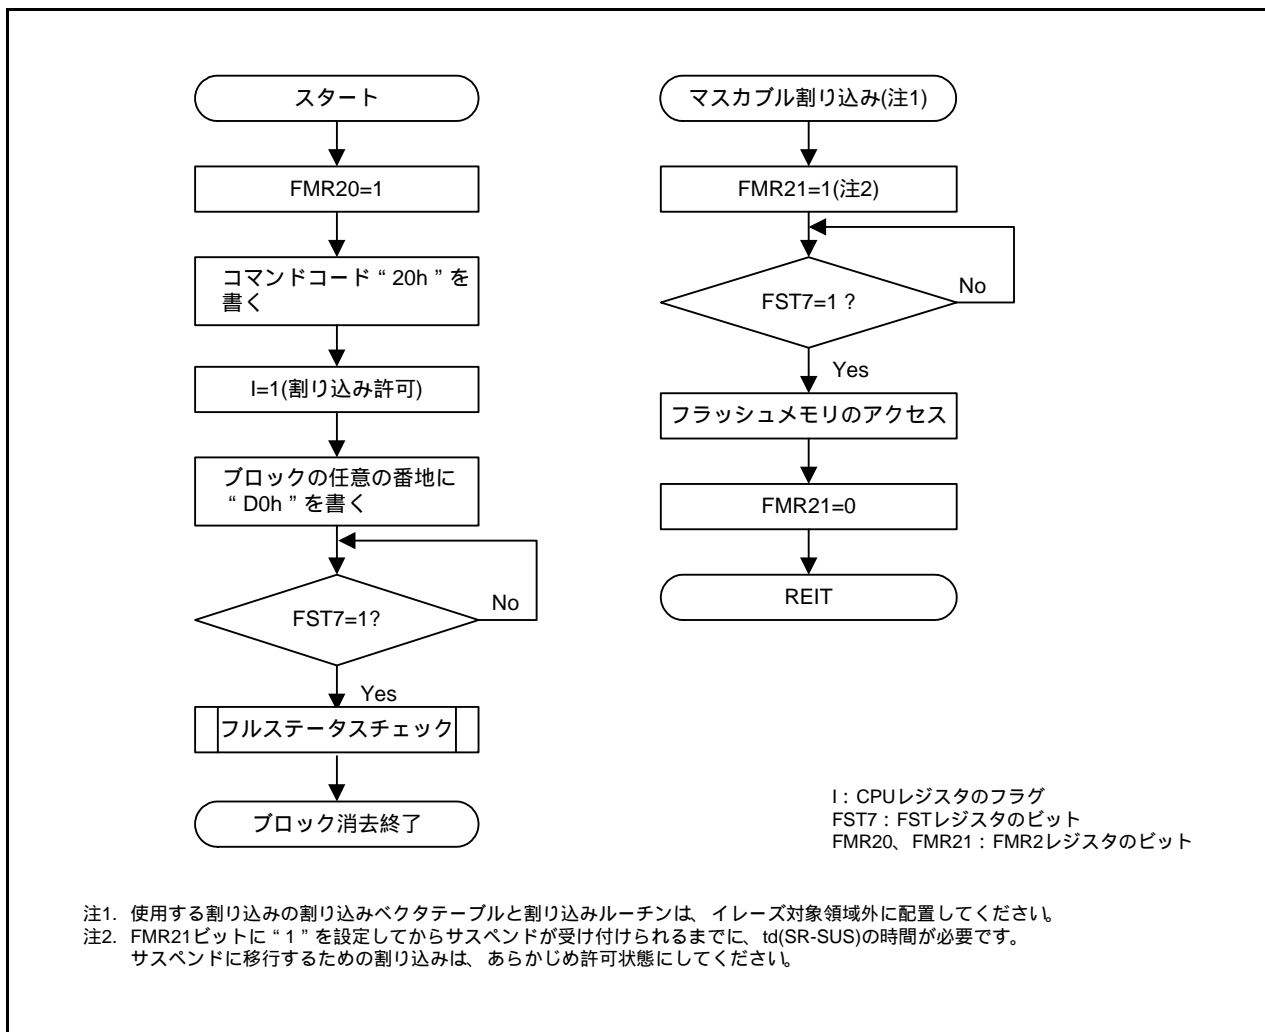 スタート
FMR20=1
コマンドコード“20h”を
書く
I=1(割り込み許可)
ブロックの任意の番地に
“D0h”を書く
FST7=1?
No
Yes
フルステータスチェック
ブロック消去終了
マスカブル割り込み(注1)
FMR21=1(注2)
FST7=1？
No
Yes
フラッシュメモリのアクセス
FMR21=0
REIT
I：CPUレジスタのフラグ
FST7：FSTレジスタのビット
FMR20、FMR21：FMR2レジスタのビット
注1. 使用する割り込みの割り込みベクタテーブルと割り込みルーチンは、イレーズ対象領域外に配置してください。
注2. FMR21ビットに“1”を設定してからサスペンドが受け付けられるまでに、td(SR-SUS)の時間が必要です。
サスペンドに移行するための割り込みは、あらかじめ許可状態にしてください。